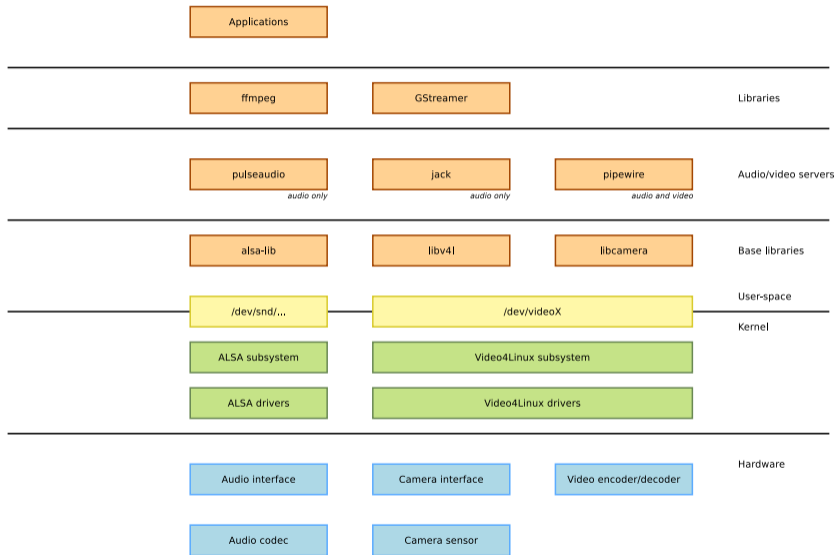 Applications
ffmpeg GStreamer Libraries
pulseaudio jack pipewire Audio/video servers
audio only audio only audio and video
alsa-lib libv4l libcamera Base libraries
User-space
/dev/snd/... /dev/videoX
Kernel
ALSA subsystem Video4Linux subsystem
ALSA drivers Video4Linux drivers
Hardware
Audio interface Camera interface Video encoder/decoder
Audio codec Camera sensor